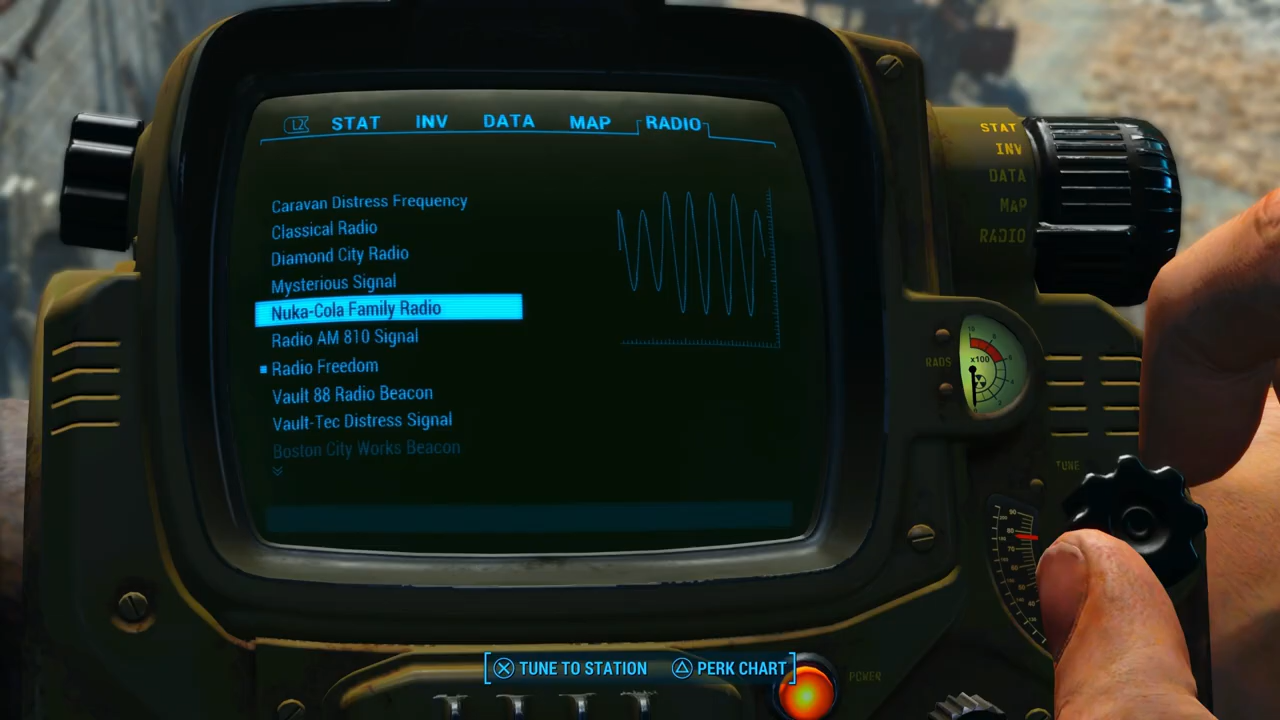 L2 STAT INV DATA MAP RADIO
Caravan Distress Frequency
Classical Radio
Diamond City Radio
Mysterious Signal
Nuka-Cola Family Radio
Radio AM 810 Signal
Radio Freedom
Vault 88 Radio Beacon
Vault-Tec Distress Signal
Boston City Works Beacon
STAT
INV
DATA
MAP
RADIO
RADS
x100
TUNE
POWER
TUNE TO STATION PERK CHART